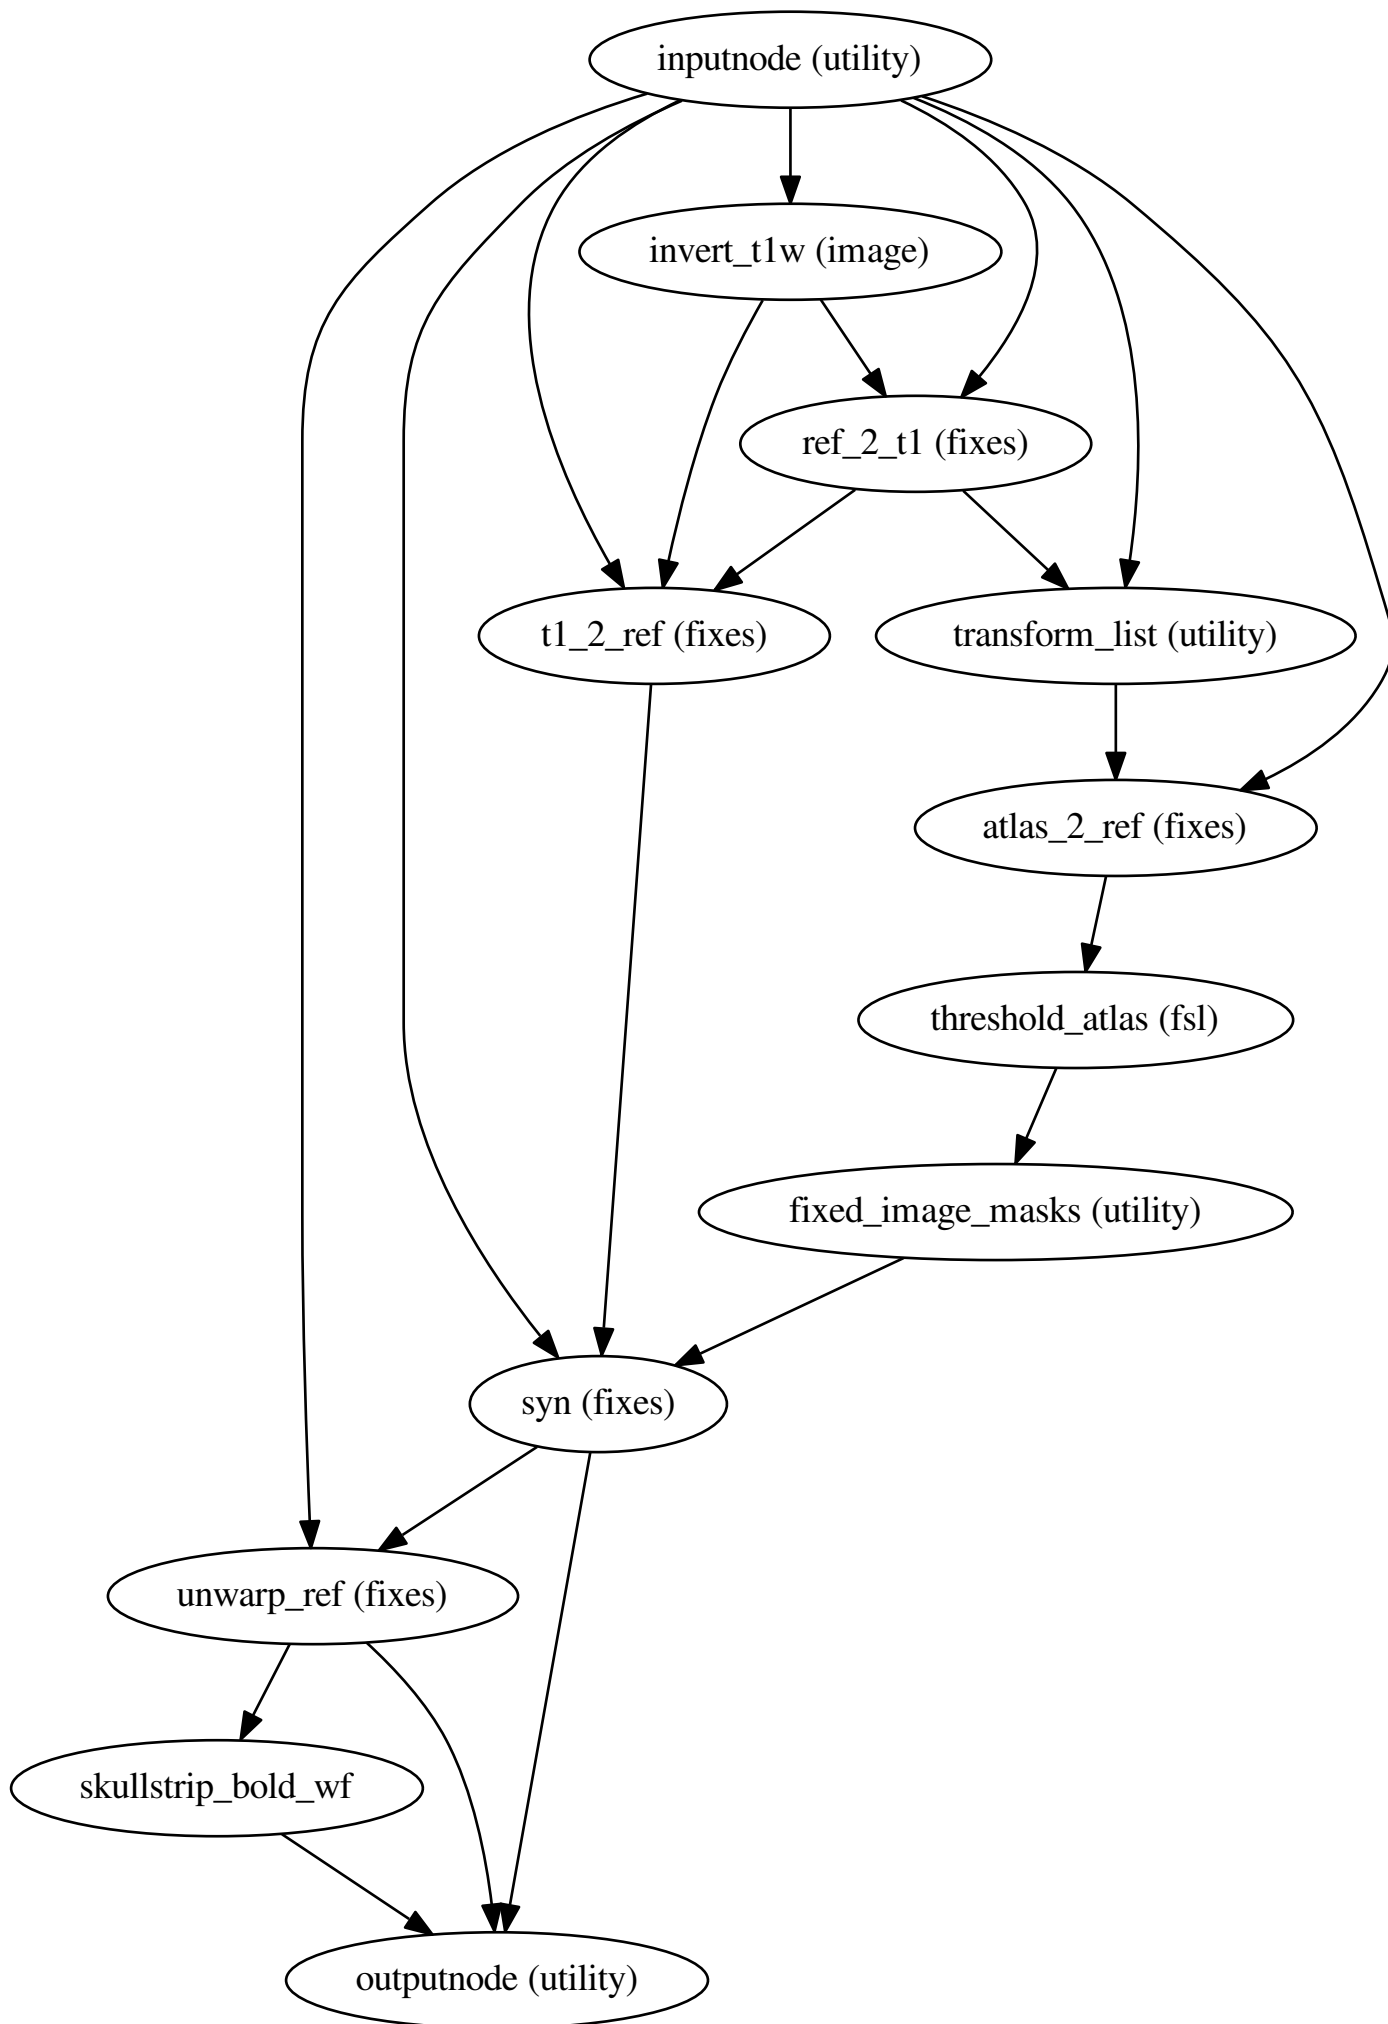 inputnode (utility)
invert_t1w (image)
ref_2_t1 (fixes)
t1_2_ref (fixes)
transform_list (utility)
atlas_2_ref (fixes)
threshold_atlas (fsl)
fixed_image_masks (utility)
syn (fixes)
unwarp_ref (fixes)
skullstrip_bold_wf
outputnode (utility)